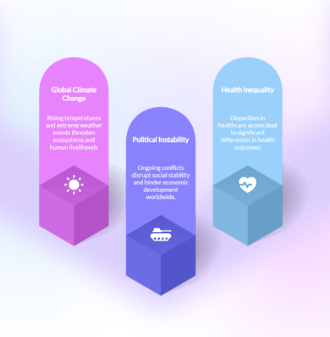 Global Climate
Change
Rising temperatures
and extreme weather
events threaten
ecosystems and
human livelihoods
Political Instability
Ongoing conflicts
disrupt social stability
and hinder economic
development
worldwide.
Health Inequality
Disparities in
healthcare access lead
to significant
differences in health
outcomes